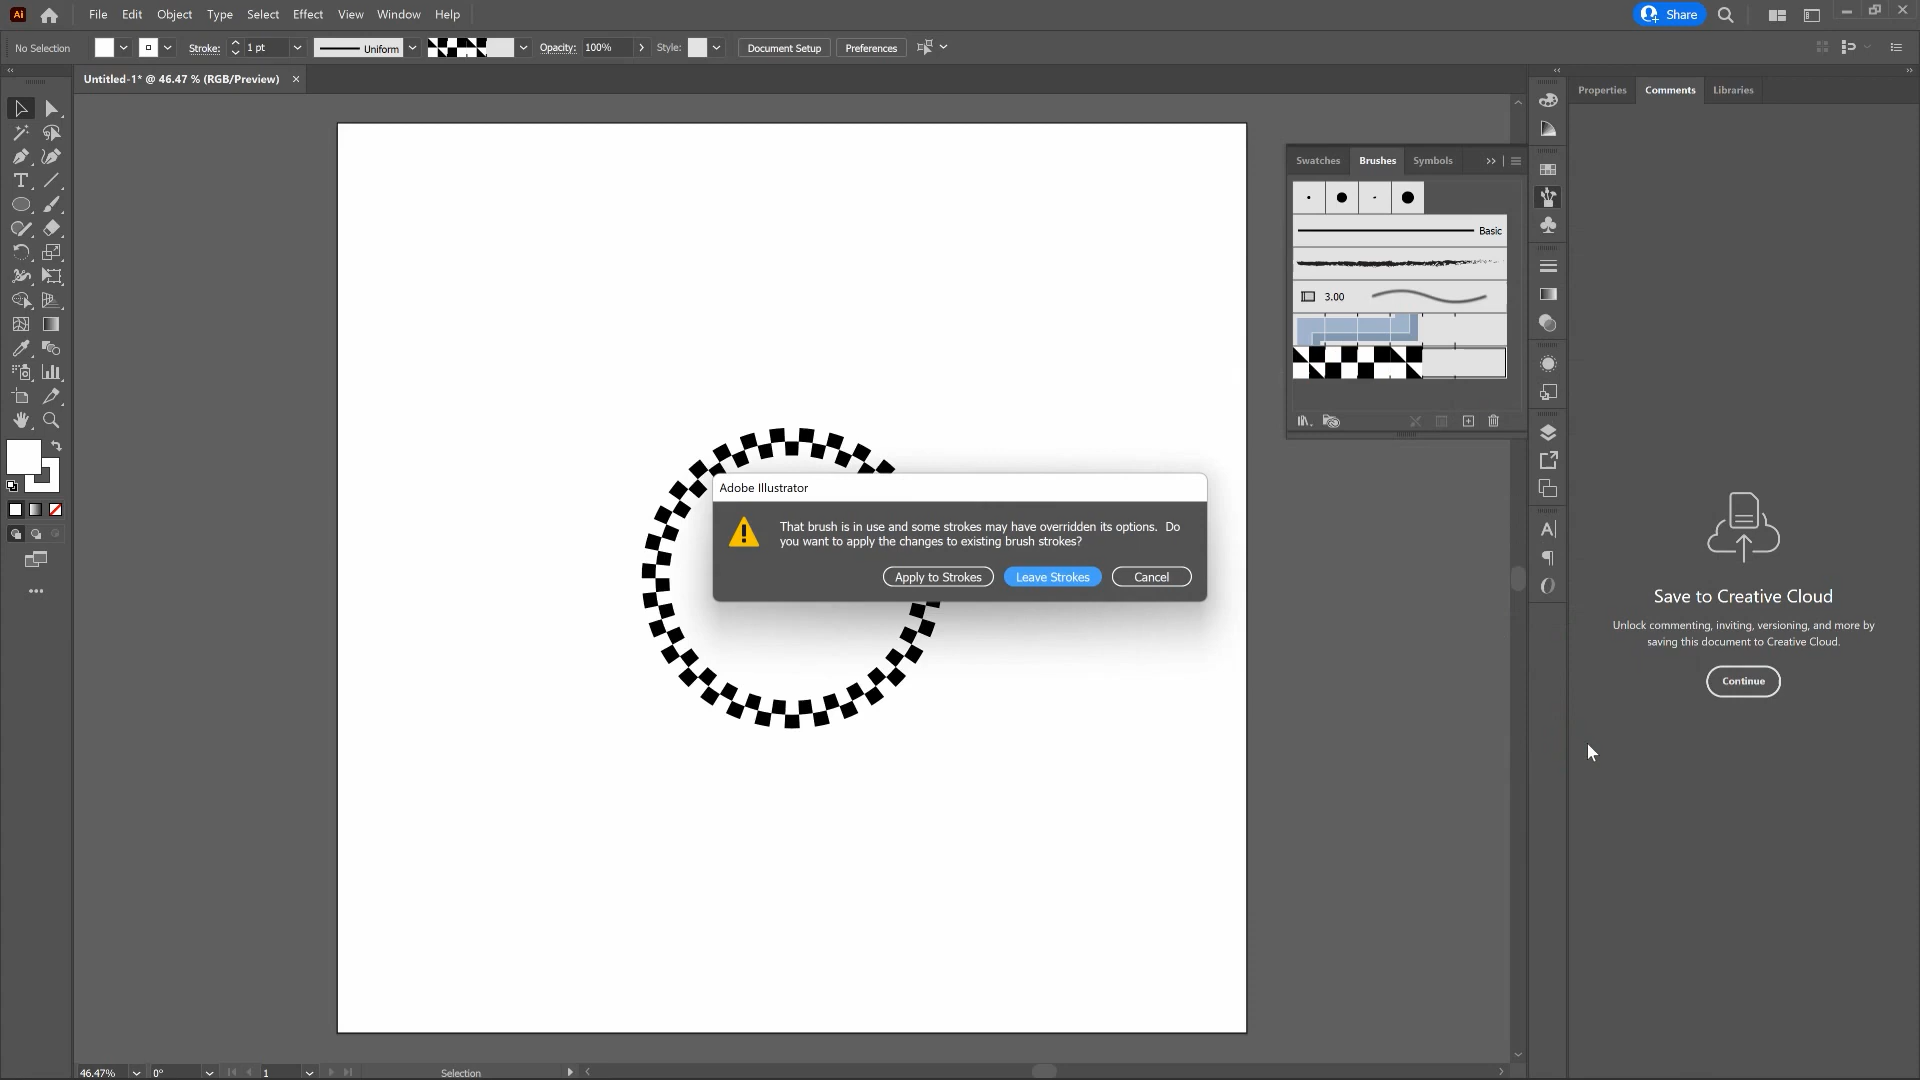 Ai File Edit Object Type Select Effect View Window Help Share
No Selection Stroke: 1 pt Uniform Opacity: 100% Style: Document Setup Preferences
Untitled-1* @ 46.47 % (RGB/Preview)
Properties Comments Libraries
Swatches Brushes Symbols
Basic
3.00
Adobe Illustrator
That brush is in use and some strokes may have overridden its options. Do
you want to apply the changes to existing brush strokes?
Apply to Strokes Leave Strokes Cancel
Save to Creative Cloud
Unlock commenting, inviting, versioning, and more by
saving this document to Creative Cloud.
Continue
46.47% 0° 1 Selection